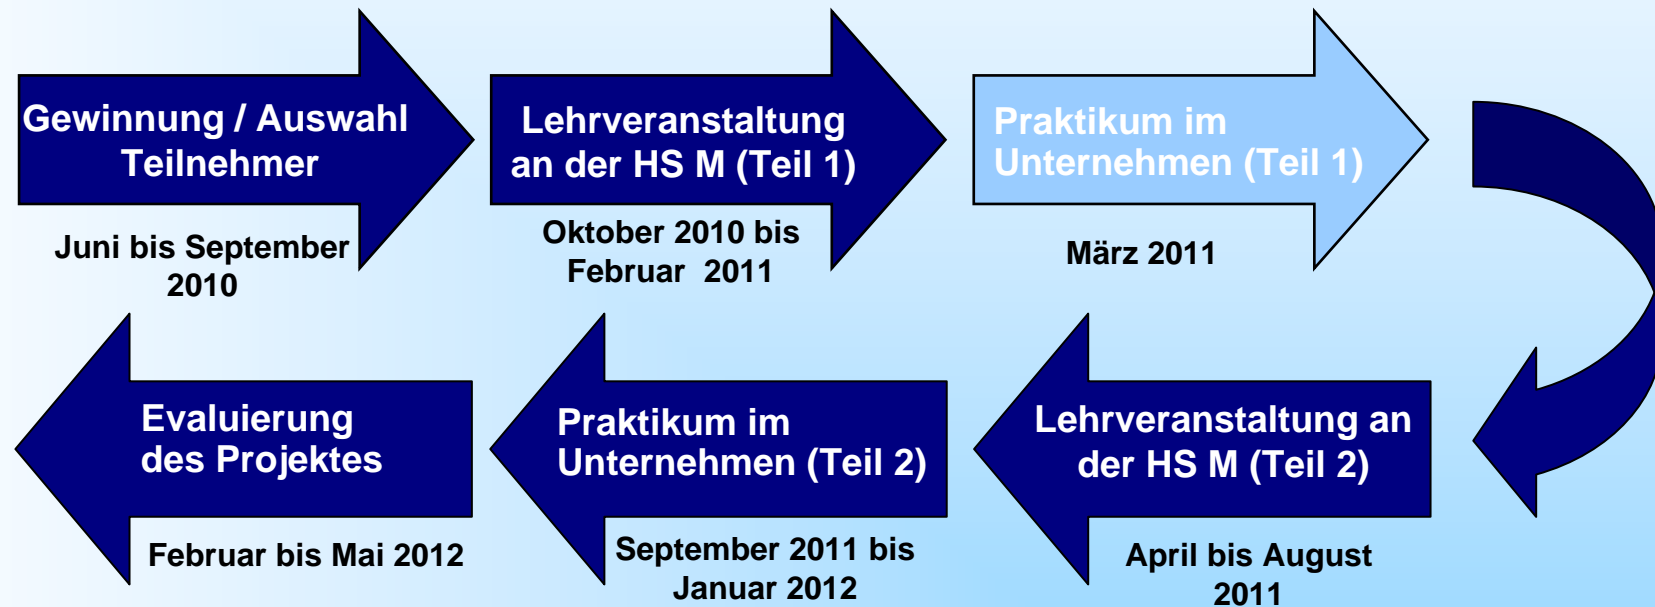 Gewinnung / Auswahl
Teilnehmer
Juni bis September
2010
Lehrveranstaltung
an der HS M (Teil 1)
Oktober 2010 bis
Februar 2011
Praktikum im
Unternehmen (Teil 1)
März 2011
Lehrveranstaltung an
der HS M (Teil 2)
April bis August
2011
Praktikum im
Unternehmen (Teil 2)
September 2011 bis
Januar 2012
Evaluierung
des Projektes
Februar bis Mai 2012